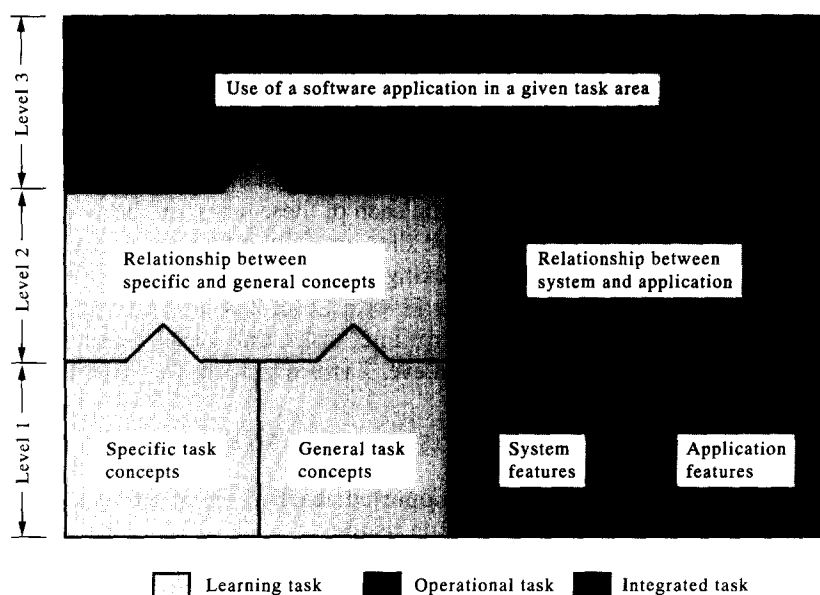 Level 3
Use of a software application in a given task area
Level 2
Relationship between
specific and general concepts
Relationship between
system and application
Level 1
Specific task
concepts
General task
concepts
System
features
Application
features
Learning task
Operational task
Integrated task